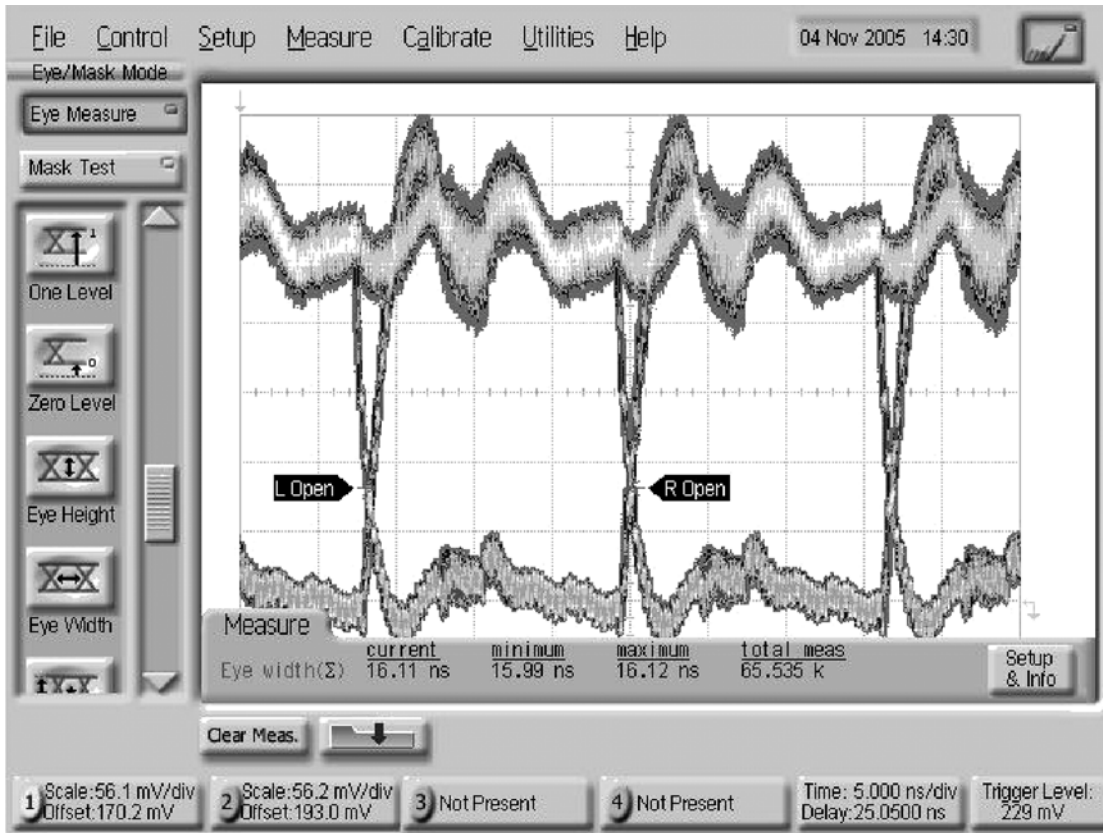 File Control Setup Measure Calibrate Utilities Help 04 Nov 2005 14:30
Eye/Mask Mode
Eye Measure
Mask Test
1
One Level
0
Zero Level
Eye Height
Eye Width
L Open
R Open
Measure
current minimum maximum total meas
Eye width(Σ) 16.11 ns 15.99 ns 16.12 ns 65.535 k
Setup
& Info
Clear Meas.
1 Scale:56.1 mV/div
Offset:170.2 mV
2 Scale:56.2 mV/div
Offset:193.0 mV
3 Not Present
4 Not Present
Time: 5.000 ns/div
Delay:25.0500 ns
Trigger Level:
229 mV